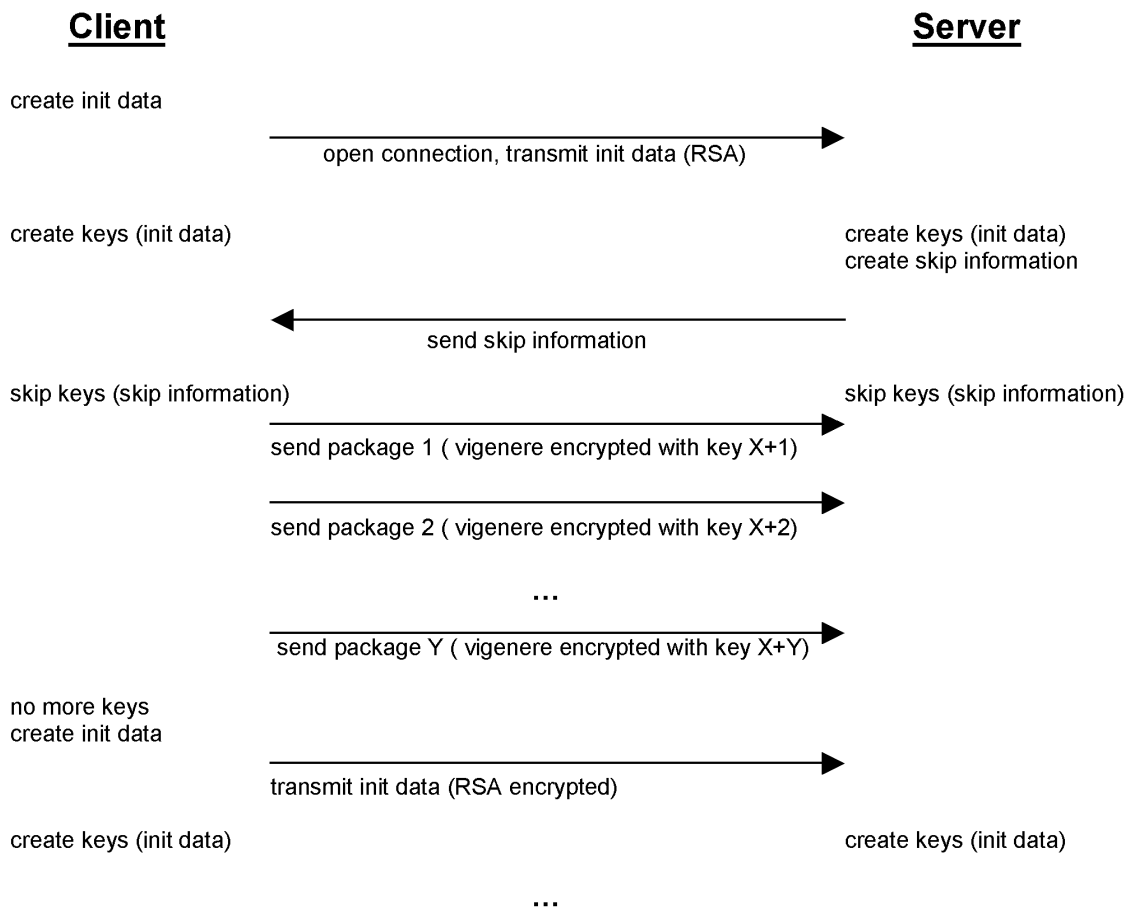 Client
Server
create init data
open connection, transmit init data (RSA)
create keys (init data)
create keys (init data)
create skip information
send skip information
skip keys (skip information)
skip keys (skip information)
send package 1 ( vigenere encrypted with key X+1)
send package 2 ( vigenere encrypted with key X+2)
...
send package Y ( vigenere encrypted with key X+Y)
no more keys
create init data
transmit init data (RSA encrypted)
create keys (init data)
create keys (init data)
...